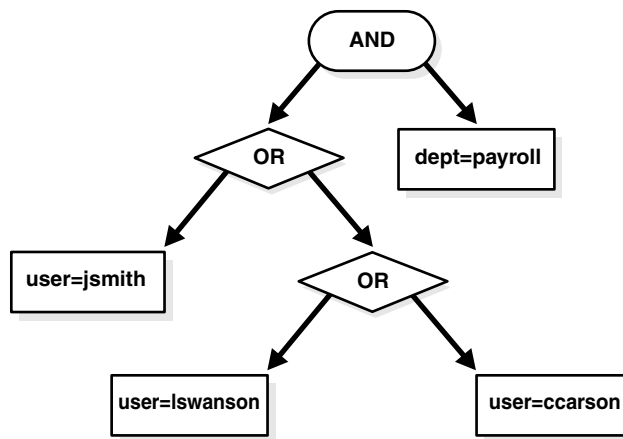 AND
OR
dept=payroll
user=jsmith
OR
user=lswanson
user=ccarson